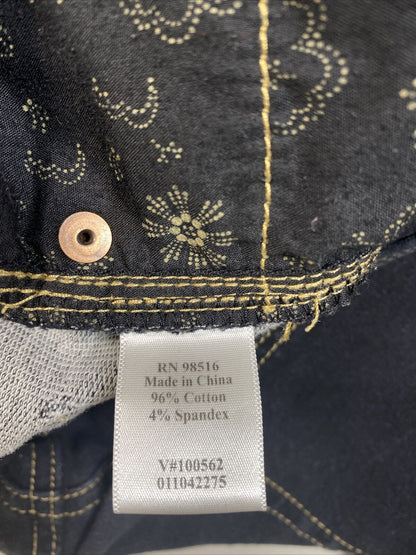 RN 98516
Made in China
96% Cotton
4% Spandex
V#100562
011042275